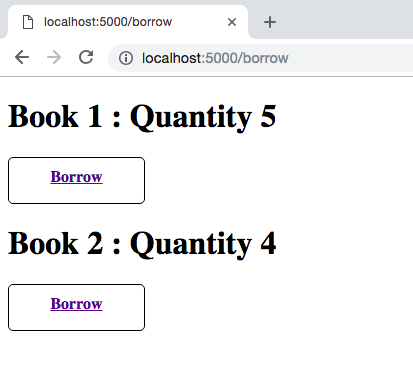 localhost:5000/borrow
localhost:5000/borrow
Book 1 : Quantity 5
Borrow
Book 2 : Quantity 4
Borrow